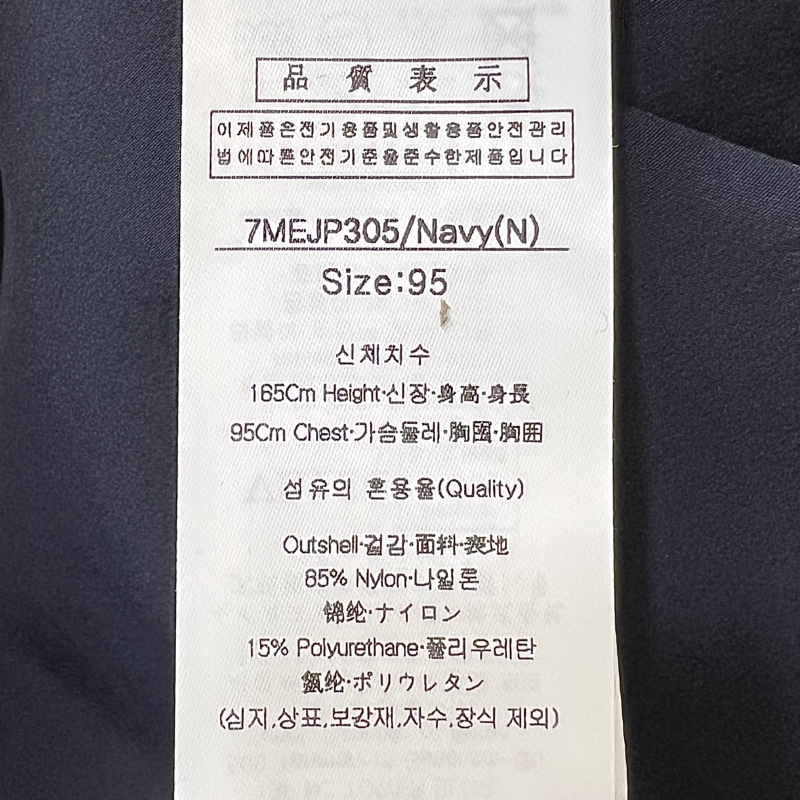 品質表示
이제품은전기용품및생활용품안전관리
법에따른안전기준을준수한제품입니다
7MEJP305/Navy(N)
Size:95
신체치수
165Cm Height·신장·身高·身長
95Cm Chest·가슴둘레·胸围·胸囲
섬유의 혼용율(Quality)
Outshell·겉감·面料·表地
85% Nylon·나일론
锦纶·ナイロン
15% Polyurethane·폴리우레탄
氨纶·ポリウレタン
(심지,상표,보강재,자수,장식 제외)